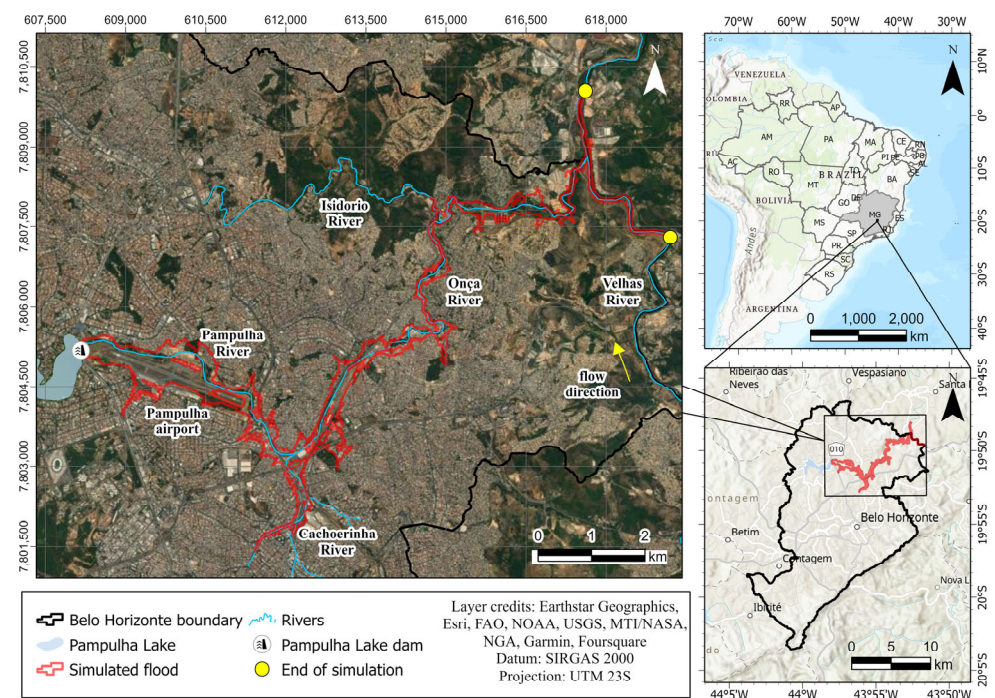 607,500 609,000 610,500 612,000 613,500 615,000 616,500 618,000
7,810,500
7,809,000
7,807,500
7,806,000
7,804,500
7,803,000
7,801,500
N
Isidorio
River
Onça
River
Velhas
River
Pampulha
River
flow
direction
Pampulha
airport
Cachoerinha
River
0 1 2
km
70°W 60°W 50°W 40°W 30°W
10°N
0°
10°S
20°S
30°S
40°S
N
VENEZUELA
OLOMBIA
RR
AP
AM
PA
MA
CE
RN
PB
PI
PE
AL
SE
AC
RO
TO
BA
BRAZIL
MT
BOLIVIA
GO
DF
MG
ES
MS
SP
RJ
PR
SC
RS
Andes
ARGENTINA
0 1,000 2,000
km
Ribeirão das
Neves
Vespasiano
Santa L
N
010
ontagem
Belo Horizonte
Betim
Contagem
Nova L
Ibirité
do
0 5 10
km
19°45'S
19°50'S
19°55'S
20°S
20°5'S
44°5'W 44°W 43°55'W 43°50'W
Belo Horizonte boundary
Rivers
Pampulha Lake
Pampulha Lake dam
Simulated flood
End of simulation
Layer credits: Earthstar Geographics,
Esri, FAO, NOAA, USGS, MTI/NASA,
NGA, Garmin, Foursquare
Datum: SIRGAS 2000
Projection: UTM 23S